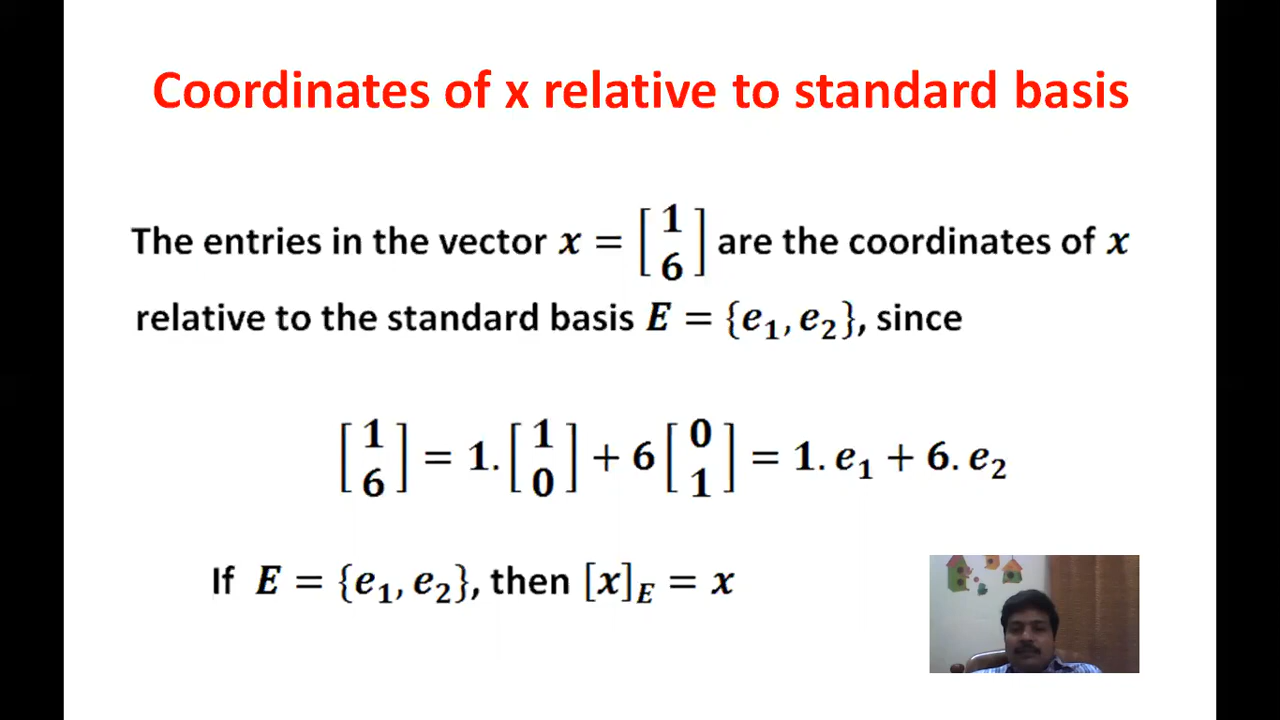 Coordinates of x relative to standard basis
The entries in the vector x = [1 6] are the coordinates of x
relative to the standard basis E = {e₁, e₂}, since
[1 6] = 1. [1 0] + 6 [0 1] = 1. e₁ + 6. e₂
If E = {e₁, e₂}, then [x]_E = x